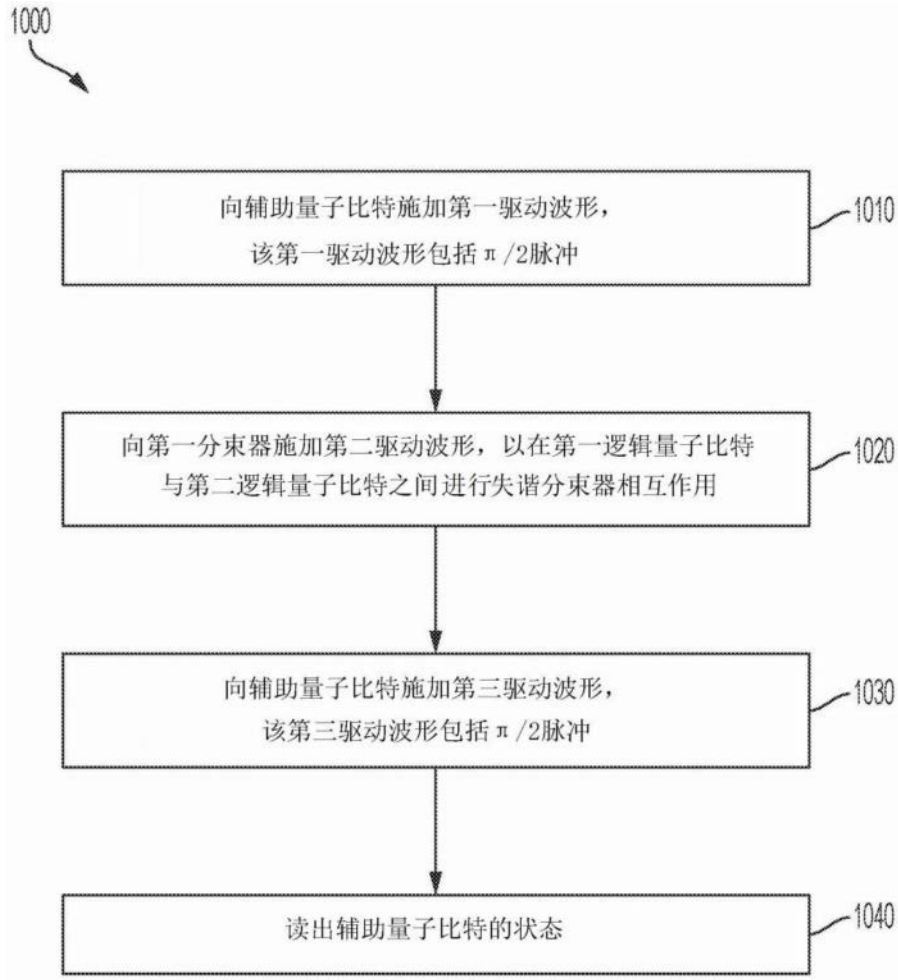 1000
向辅助量子比特施加第一驱动波形，
该第一驱动波形包括π/2脉冲
1010
向第一分束器施加第二驱动波形，以在第一逻辑量子比特
与第二逻辑量子比特之间进行失谐分束器相互作用
1020
向辅助量子比特施加第三驱动波形，
该第三驱动波形包括π/2脉冲
1030
读出辅助量子比特的状态
1040